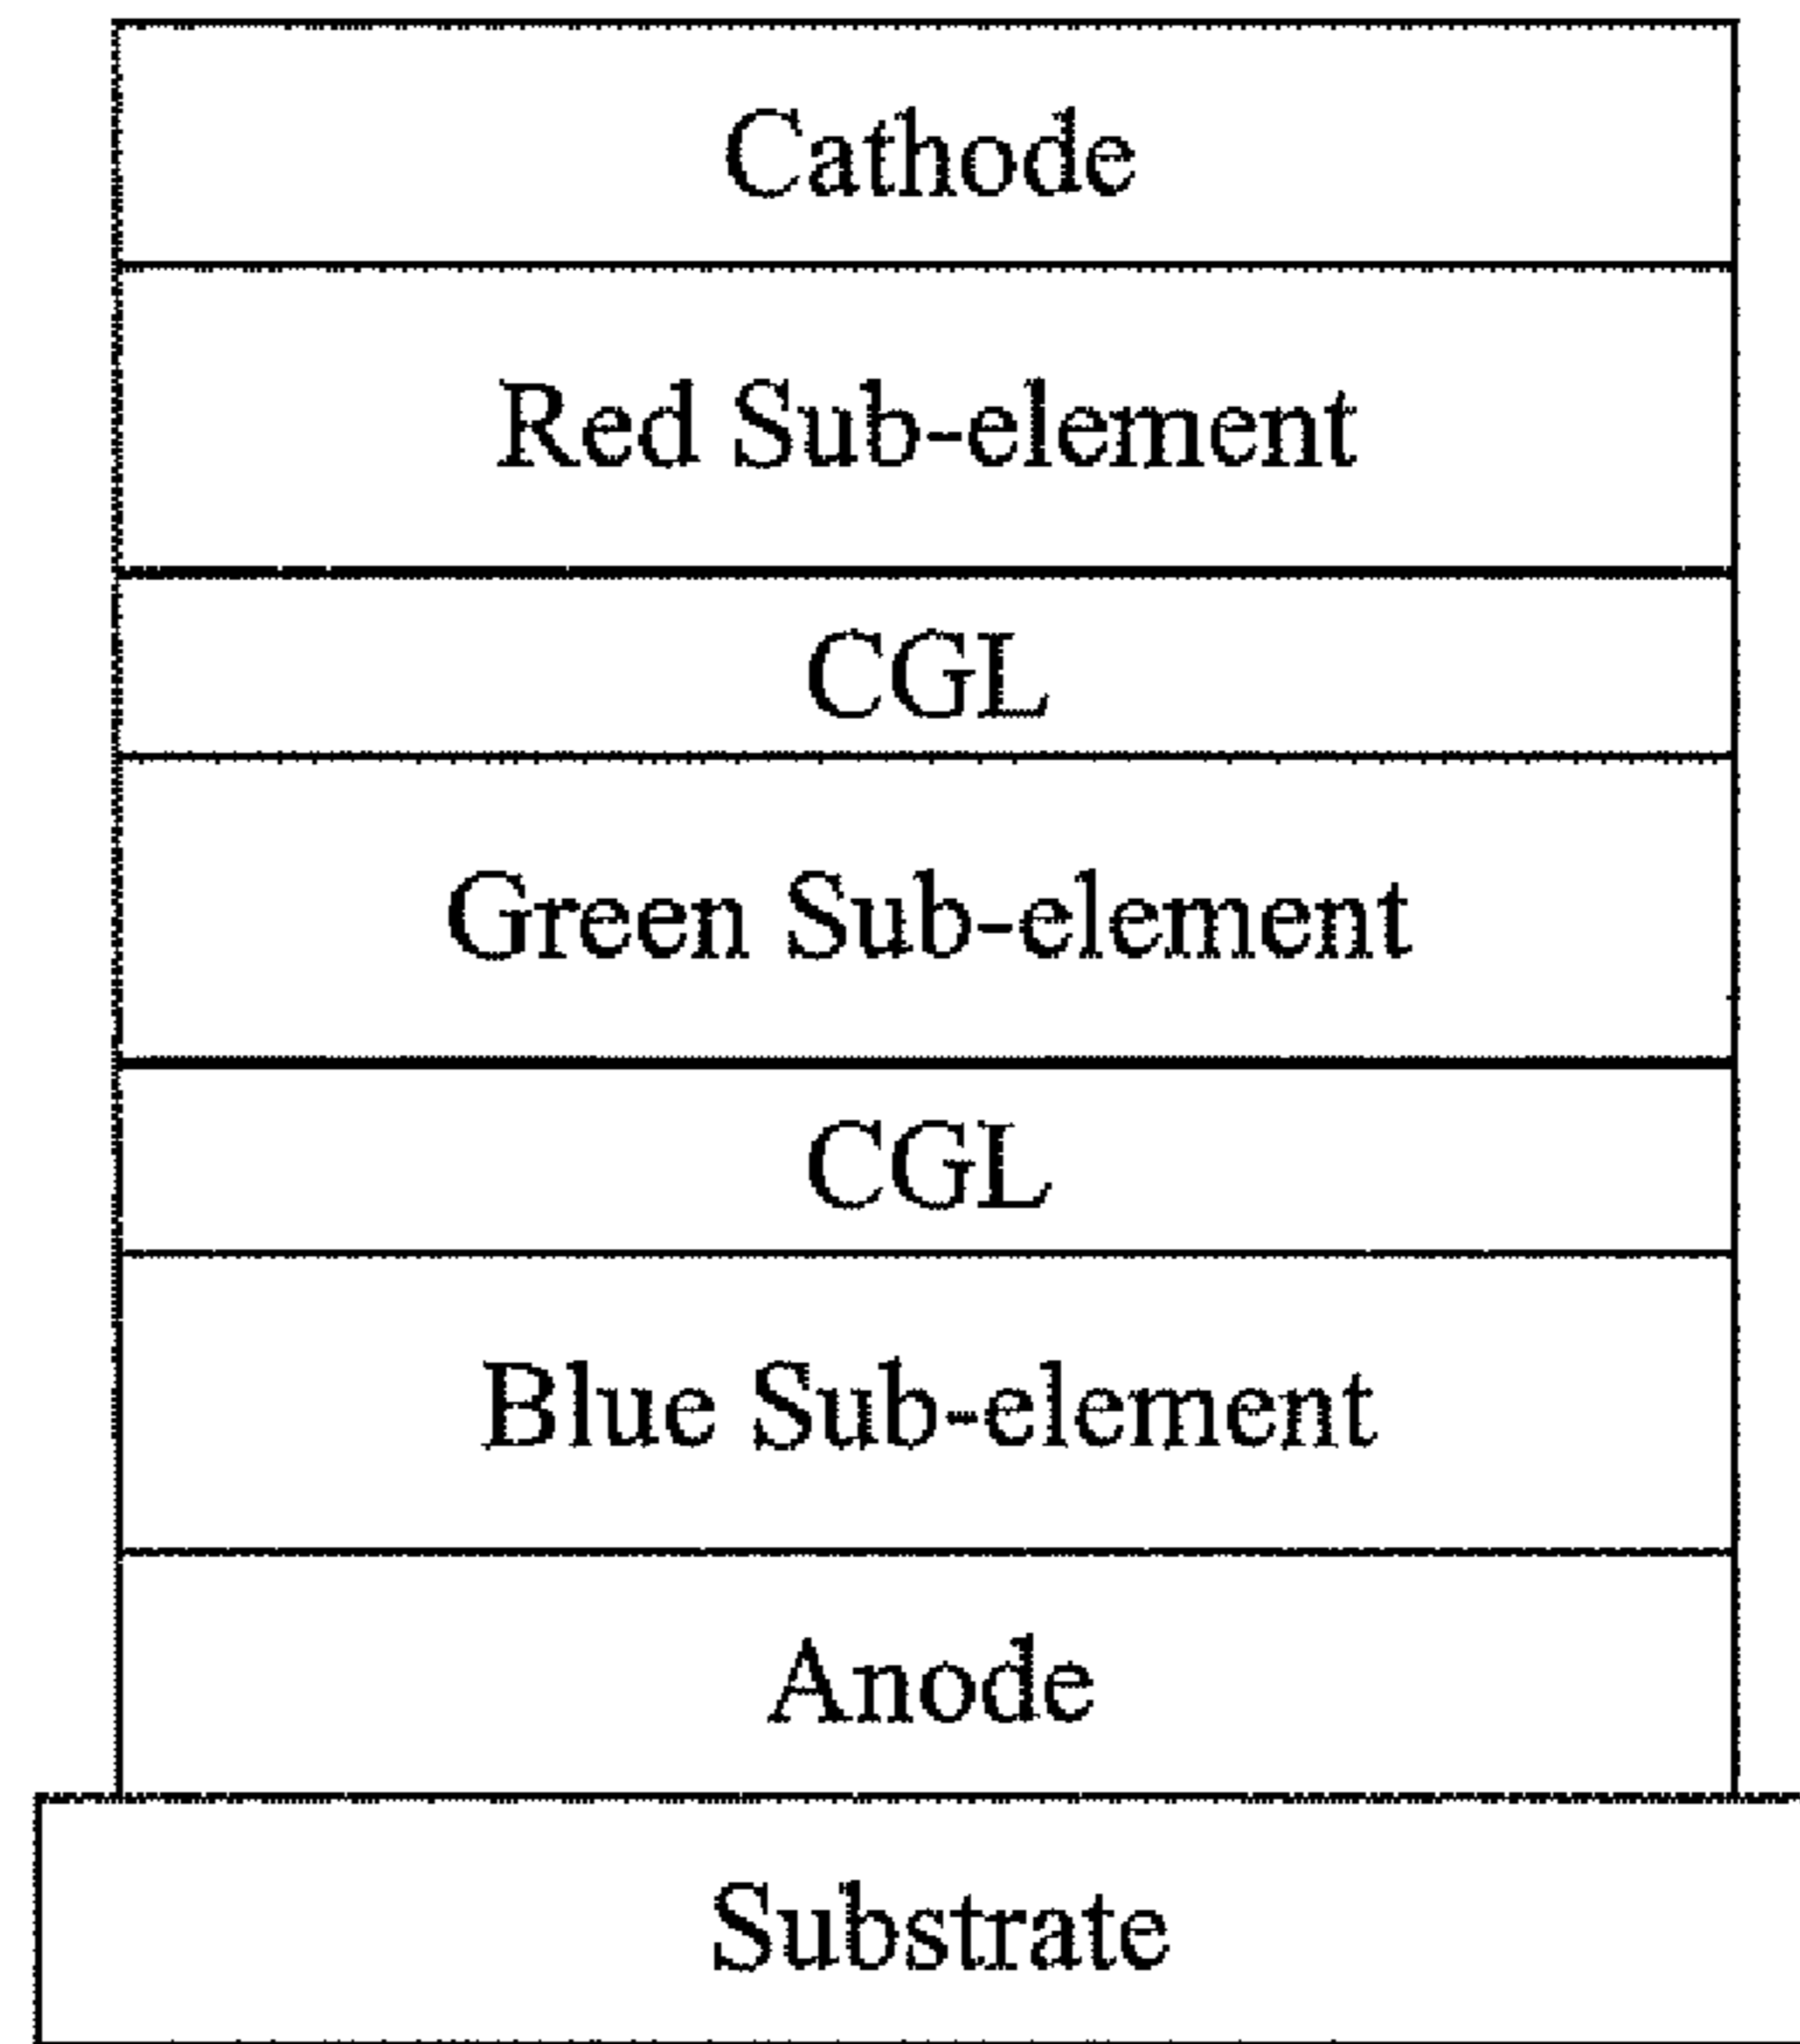 Cathode
Red Sub-element
CGL
Green Sub-element
CGL
Blue Sub-element
Anode
Substrate